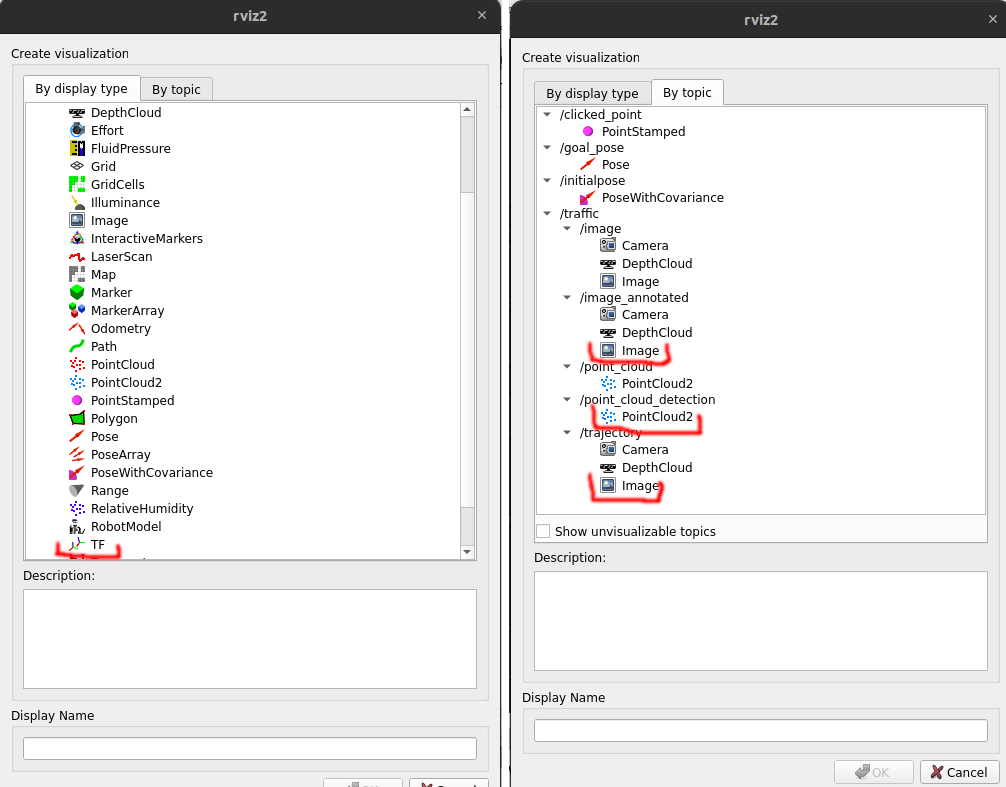 rviz2
Create visualization
By display type
By topic
DepthCloud
Effort
FluidPressure
Grid
GridCells
Illuminance
Image
InteractiveMarkers
LaserScan
Map
Marker
MarkerArray
Odometry
Path
PointCloud
PointCloud2
PointStamped
Polygon
Pose
PoseArray
PoseWithCovariance
Range
RelativeHumidity
RobotModel
TF
Description:
Display Name
OK
Cancel
rviz2
Create visualization
By display type
By topic
/clicked_point
PointStamped
/goal_pose
Pose
/initialpose
PoseWithCovariance
/traffic
/image
Camera
DepthCloud
Image
/image_annotated
Camera
DepthCloud
Image
/point_cloud
PointCloud2
/point_cloud_detection
PointCloud2
/trajectory
Camera
DepthCloud
Image
Show unvisualizable topics
Description:
Display Name
OK
Cancel